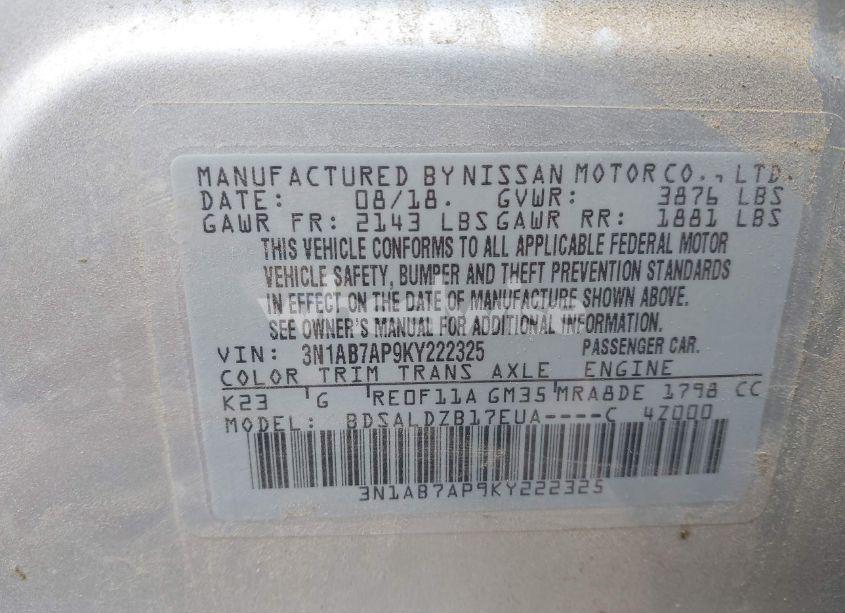 MANUFACTURED BY NISSAN MOTOR CO., LTD.
DATE: 08/18. GVWR: 3876 LBS
GAWR FR: 2143 LBS GAWR RR: 1881 LBS
THIS VEHICLE CONFORMS TO ALL APPLICABLE FEDERAL MOTOR
VEHICLE SAFETY, BUMPER AND THEFT PREVENTION STANDARDS
IN EFFECT ON THE DATE OF MANUFACTURE SHOWN ABOVE.
SEE OWNER'S MANUAL FOR ADDITIONAL INFORMATION.
VIN: 3N1AB7AP9KY222325 PASSENGER CAR.
COLOR TRIM TRANS AXLE ENGINE
K23 G RE0F11A GM35 MRA8DE 1798 CC
MODEL: BDSALDZB17EUA----C 4Z000
3N1AB7AP9KY222325